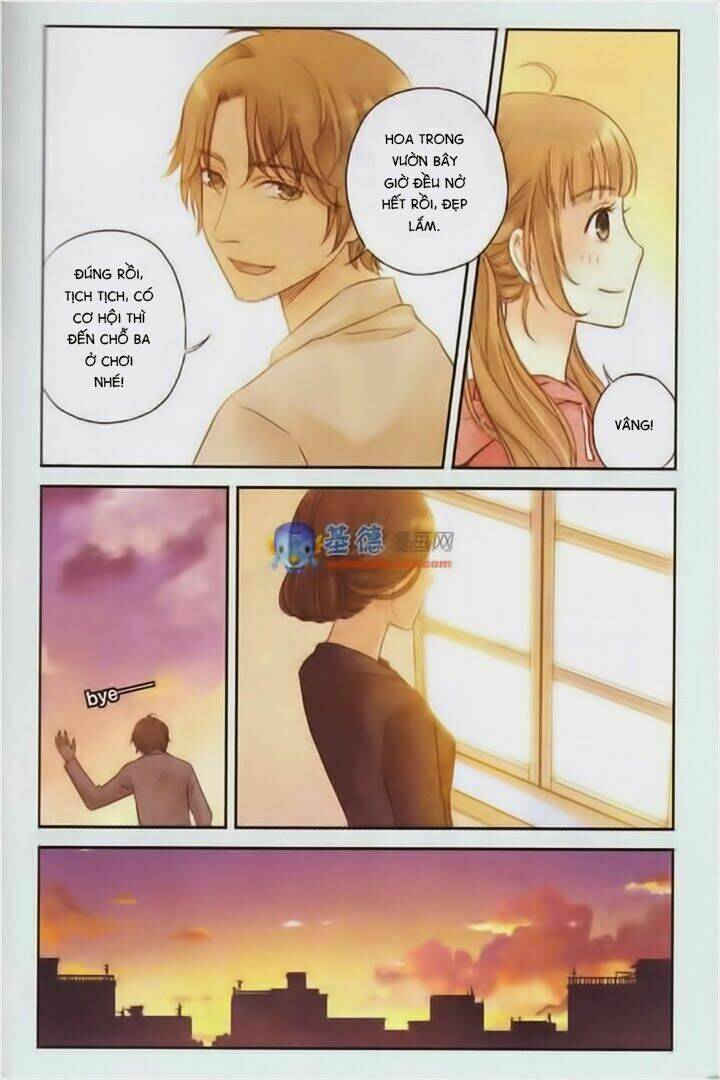 ĐÚNG RỒI,
TỊCH TỊCH, CÓ
CƠ HỘI THÌ
ĐẾN CHỖ BA
Ở CHƠI
NHÉ!
HOA TRONG
VƯỜN BÂY
GIỜ ĐỀU NỞ
HẾT RỒI, ĐẸP
LẮM.
VÂNG!
bye
基德漫画网